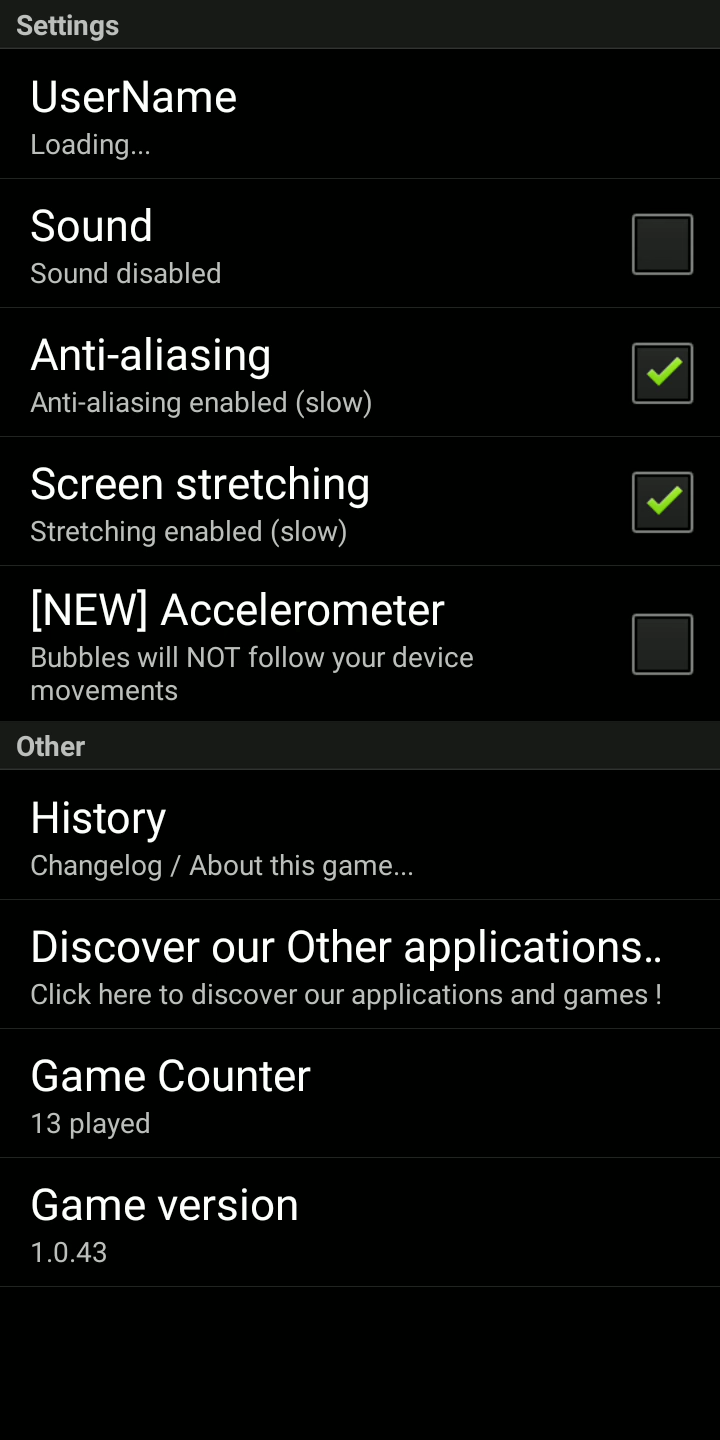 Settings
UserName
Loading...
Sound
Sound disabled
Anti-aliasing
Anti-aliasing enabled (slow)
Screen stretching
Stretching enabled (slow)
[NEW] Accelerometer
Bubbles will NOT follow your device
movements
Other
History
Changelog / About this game...
Discover our Other applications..
Click here to discover our applications and games !
Game Counter
13 played
Game version
1.0.43